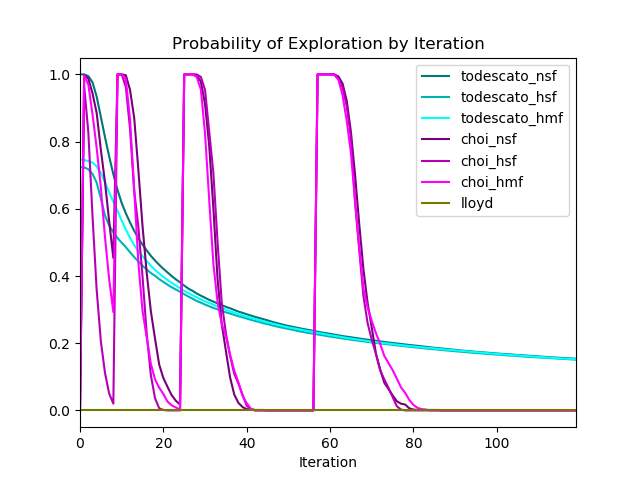 Probability of Exploration by Iteration
1.0
0.8
0.6
0.4
0.2
0.0
0 20 40 60 80 100
Iteration
todescato_nsf
todescato_hsf
todescato_hmf
choi_nsf
choi_hsf
choi_hmf
lloyd